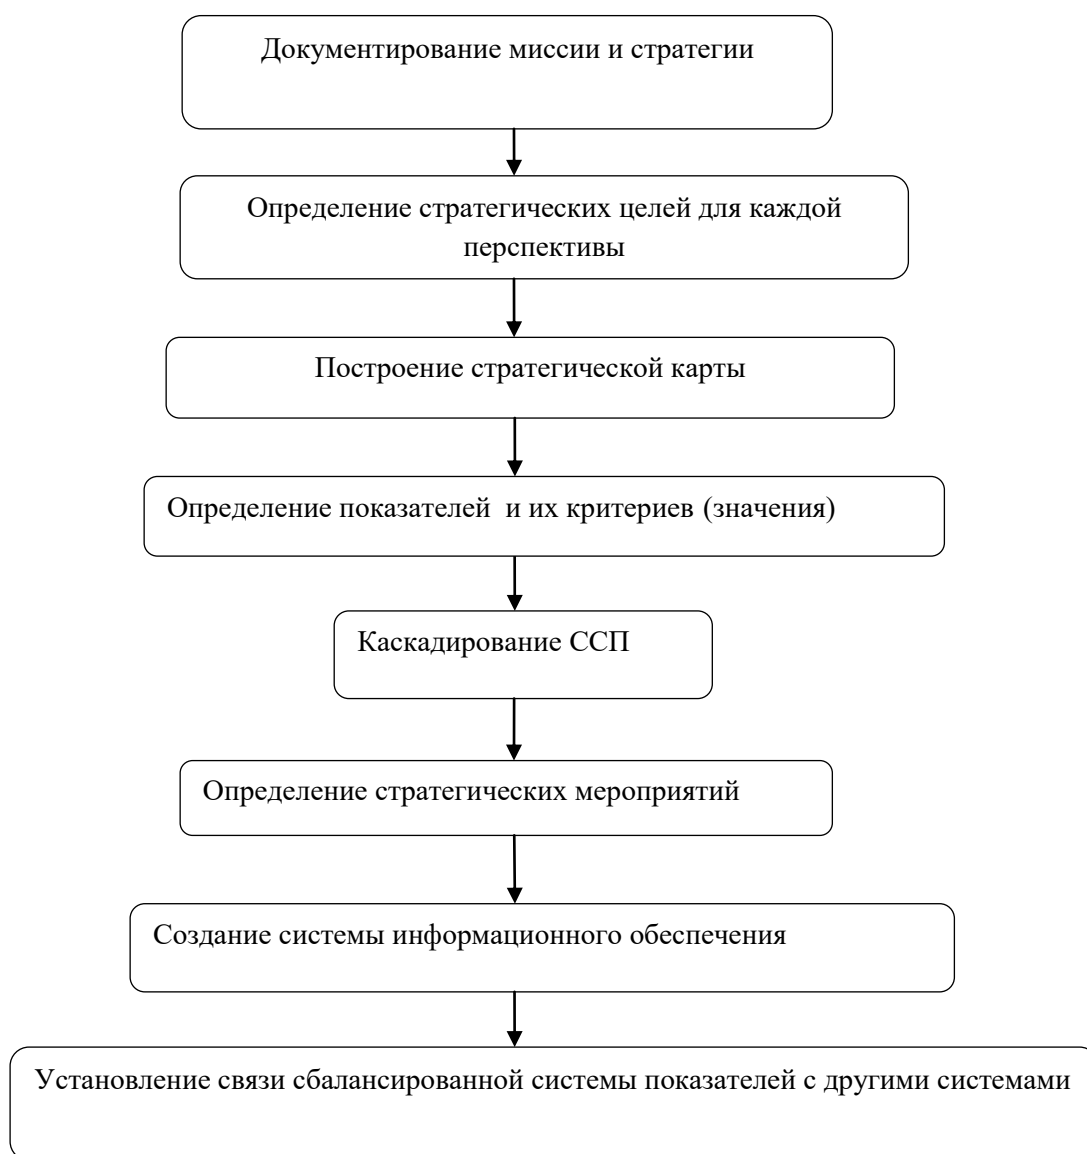 Документирование миссии и стратегии
Определение стратегических целей для каждой
перспективы
Построение стратегической карты
Определение показателей  и их критериев (значения)
Каскадирование ССП
Определение стратегических мероприятий
Создание системы информационного обеспечения
Установление связи сбалансированной системы показателей с другими системами